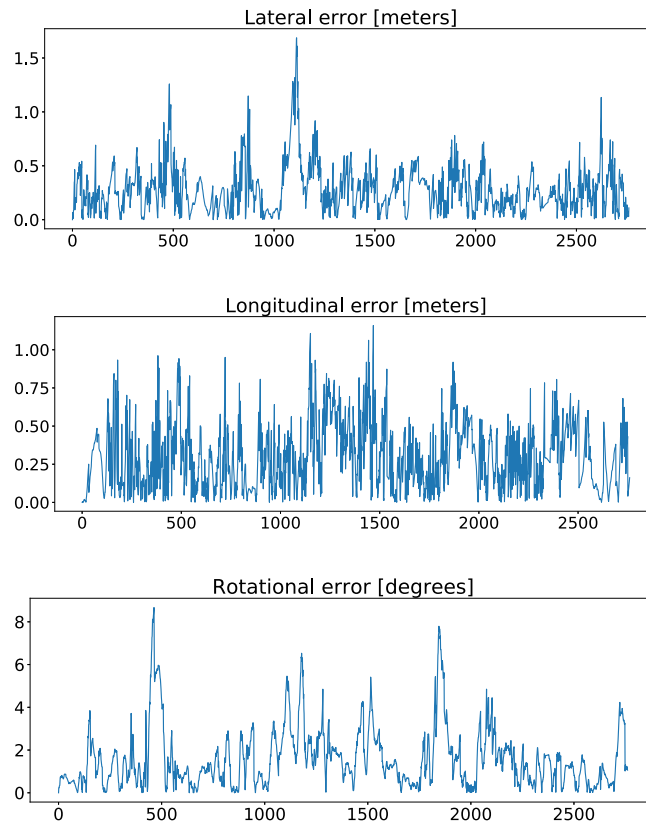 Lateral error [meters]
1.5
1.0
0.5
0.0
0 500 1000 1500 2000 2500
Longitudinal error [meters]
1.00
0.75
0.50
0.25
0.00
0 500 1000 1500 2000 2500
Rotational error [degrees]
8
6
4
2
0
0 500 1000 1500 2000 2500